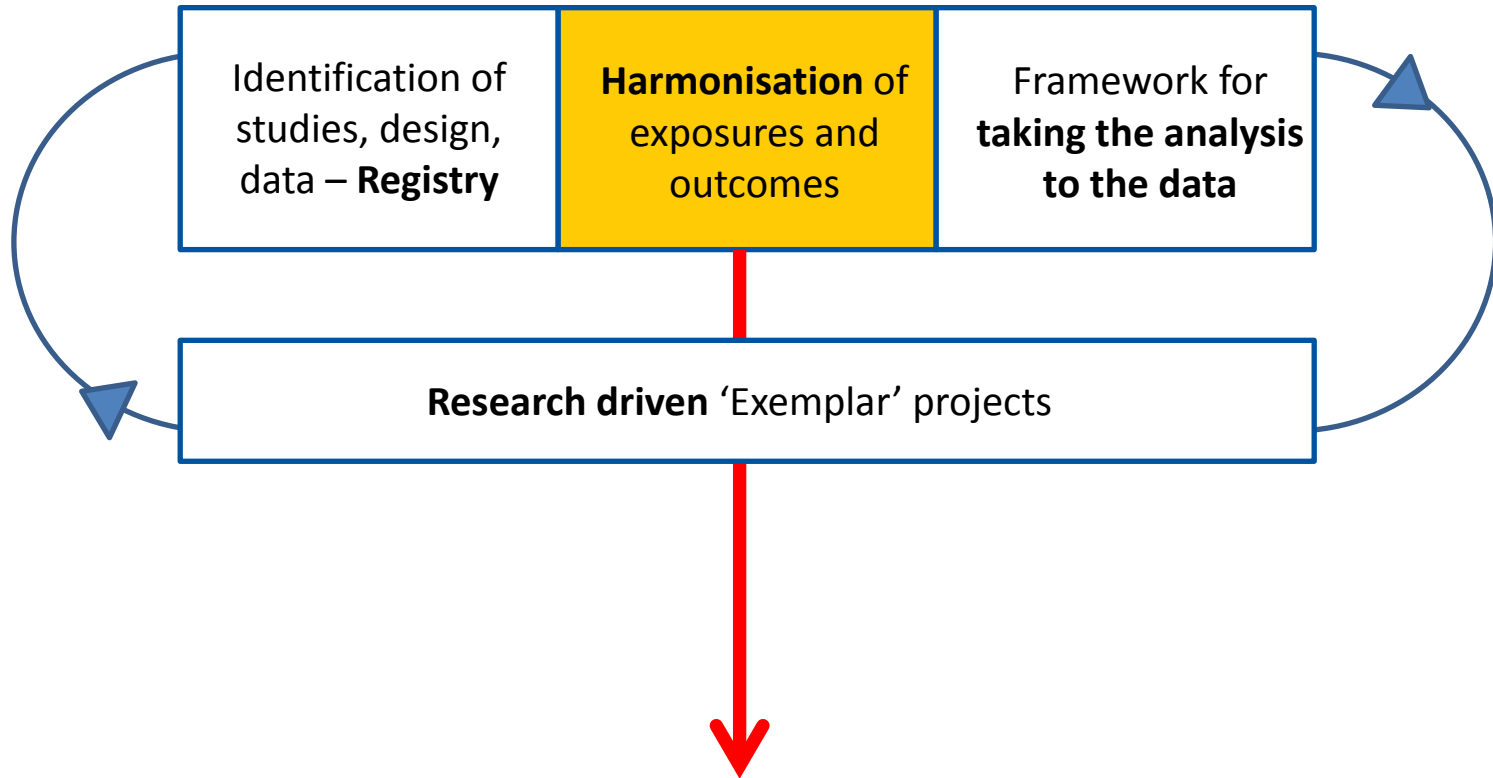 Identification of
studies, design,
data – Registry
Harmonisation of
exposures and
outcomes
Framework for
taking the analysis
to the data
Research driven ‘Exemplar’ projects